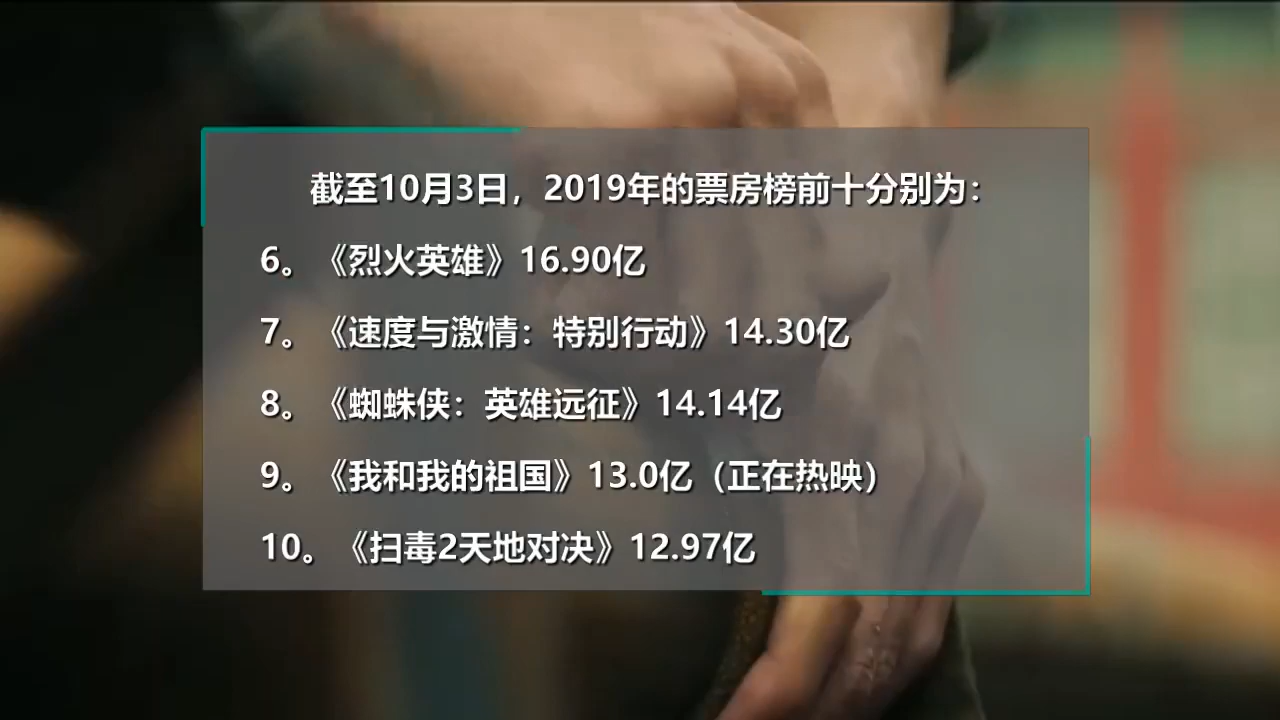 截至10月3日，2019年的票房榜前十分别为：
6。《烈火英雄》16.90亿
7。《速度与激情：特别行动》14.30亿
8。《蜘蛛侠：英雄远征》14.14亿
9。《我和我的祖国》13.0亿（正在热映）
10。《扫毒2天地对决》12.97亿